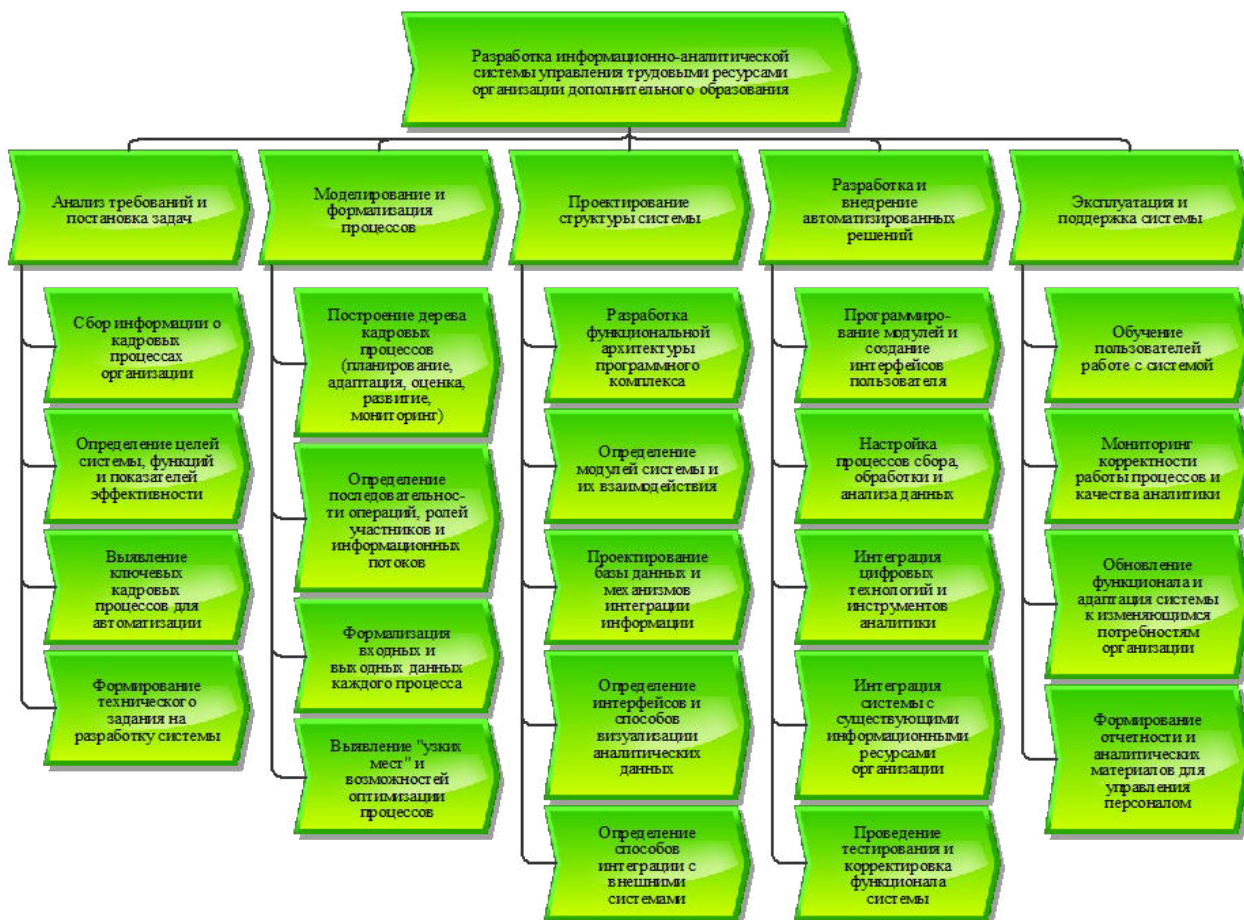 Разработка информационно-аналитической
системы управления трудовыми ресурсами
организации дополнительного образования
Анализ требований и
постановка задач
Сбор информации о
кадровых
процессах
организации
Определение целей
системы, функций
и показателей
эффективности
Выявление
ключевых
кадровых
процессов для
автоматизации
Формирование
технического
задания на
разработку системы
Моделирование и
формализация
процессов
Построение дерева
кадровых
процессов
(планирование,
адаптация, оценка,
развитие,
мониторинг)
Определение
последовательнос-
ти операций, ролей
участников и
информационных
потоков
Формализация
входных и
выходных данных
каждого процесса
Выявление "узких
мест" и
возможностей
оптимизации
процессов
Проектирование
структуры системы
Разработка
функциональной
архитектуры
программного
комплекса
Определение
модулей системы и
их взаимодействия
Проектирование
базы данных и
механизмов
интеграции
информации
Определение
интерфейсов и
способов
визуализации
аналитических
данных
Определение
способов
интеграции с
внешними
системами
Разработка и
внедрение
автоматизированных
решений
Программиро-
вание модулей и
создание
интерфейсов
пользователя
Настройка
процессов сбора,
обработки и
анализа данных
Интеграция
цифровых
технологий и
инструментов
аналитики
Интеграция
системы с
существующими
информационными
ресурсами
организации
Проведение
тестирования и
корректировка
функционала
системы
Эксплуатация и
поддержка системы
Обучение
пользователей
работе с системой
Мониторинг
корректности
работы процессов и
качества аналитики
Обновление
функционала и
адаптация системы
к изменяющимся
потребностям
организации
Формирование
отчетности и
аналитических
материалов для
управления
персоналом